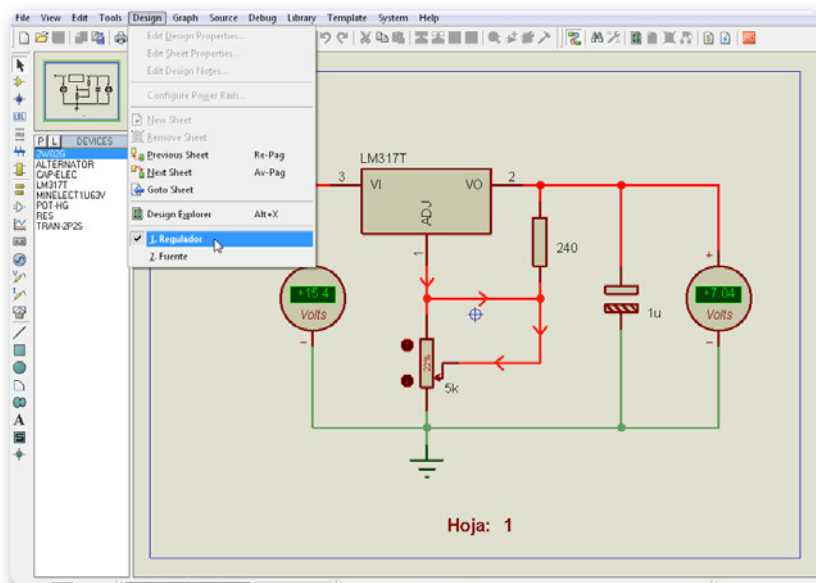 File View Edit Tools Design Graph Source Debug Library Template System Help
Edit Design Properties...
Edit Sheet Properties...
Edit Design Notes...
Configure Power Rails...
New Sheet
Remove Sheet
Previous Sheet Re-Pag
Next Sheet Av-Pag
Goto Sheet
Design Explorer Alt+X
1. Regulador
2. Fuente
LBL
P L DEVICES
2W02G
ALTERNATOR
CAP-ELEC
LM317T
MINELECT1U63V
POT-HG
RES
TRAN-2P2S
A
LM317T
3 VI VO 2
ADJ
1
240
+15.4
Volts
+7.04
Volts
1u
22%
5k
Hoja: 1